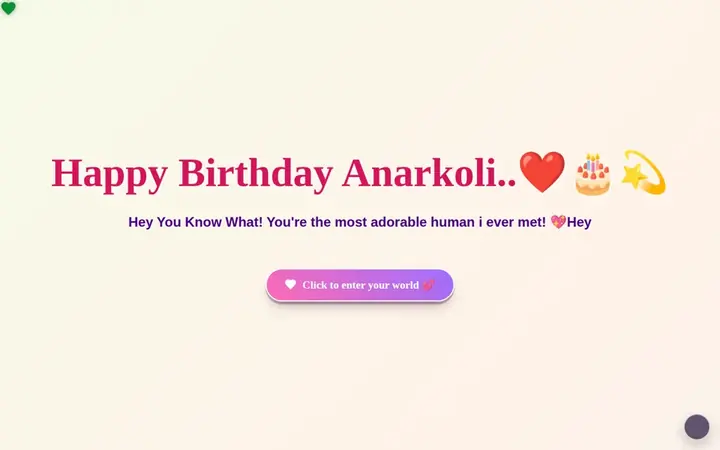 Happy Birthday Anarkoli..❤️🎂💫
Hey You Know What! You're the most adorable human i ever met! 💖Hey
Click to enter your world 💕